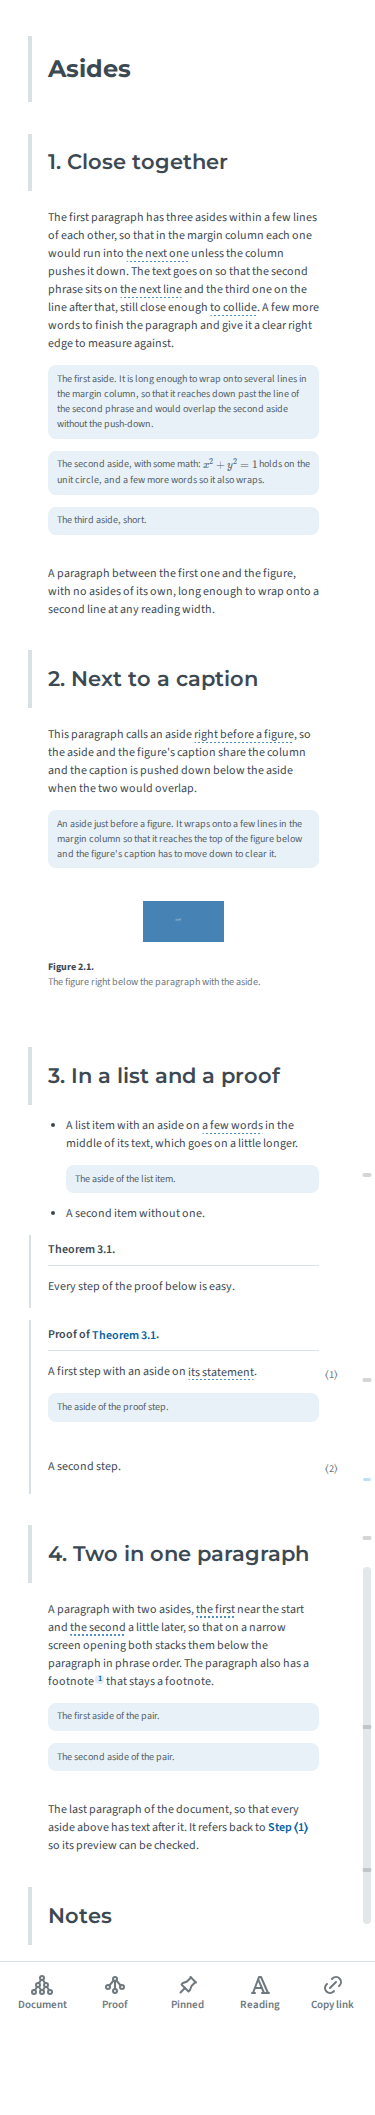 Asides
1. Close together
The first paragraph has three asides within a few lines
of each other, so that in the margin column each one
would run into the next one unless the column
pushes it down. The text goes on so that the second
phrase sits on the next line and the third one on the
line after that, still close enough to collide. A few more
words to finish the paragraph and give it a clear right
edge to measure against.
The first aside. It is long enough to wrap onto several lines in
the margin column, so that it reaches down past the line of
the second phrase and would overlap the second aside
without the push-down.
The second aside, with some math: x² + y² = 1 holds on the
unit circle, and a few more words so it also wraps.
The third aside, short.
A paragraph between the first one and the figure,
with no asides of its own, long enough to wrap onto a
second line at any reading width.
2. Next to a caption
This paragraph calls an aside right before a figure, so
the aside and the figure's caption share the column
and the caption is pushed down below the aside
when the two would overlap.
An aside just before a figure. It wraps onto a few lines in the
margin column so that it reaches the top of the figure below
and the figure's caption has to move down to clear it.
Figure 2.1.
The figure right below the paragraph with the aside.
3. In a list and a proof
• A list item with an aside on a few words in the
middle of its text, which goes on a little longer.
The aside of the list item.
• A second item without one.
Theorem 3.1.
Every step of the proof below is easy.
Proof of Theorem 3.1.
A first step with an aside on its statement. ⟨1⟩
The aside of the proof step.
A second step. ⟨2⟩
4. Two in one paragraph
A paragraph with two asides, the first near the start
and the second a little later, so that on a narrow
screen opening both stacks them below the
paragraph in phrase order. The paragraph also has a
footnote 1 that stays a footnote.
The first aside of the pair.
The second aside of the pair.
The last paragraph of the document, so that every
aside above has text after it. It refers back to Step ⟨1⟩
so its preview can be checked.
Notes
Document Proof Pinned Reading Copy link